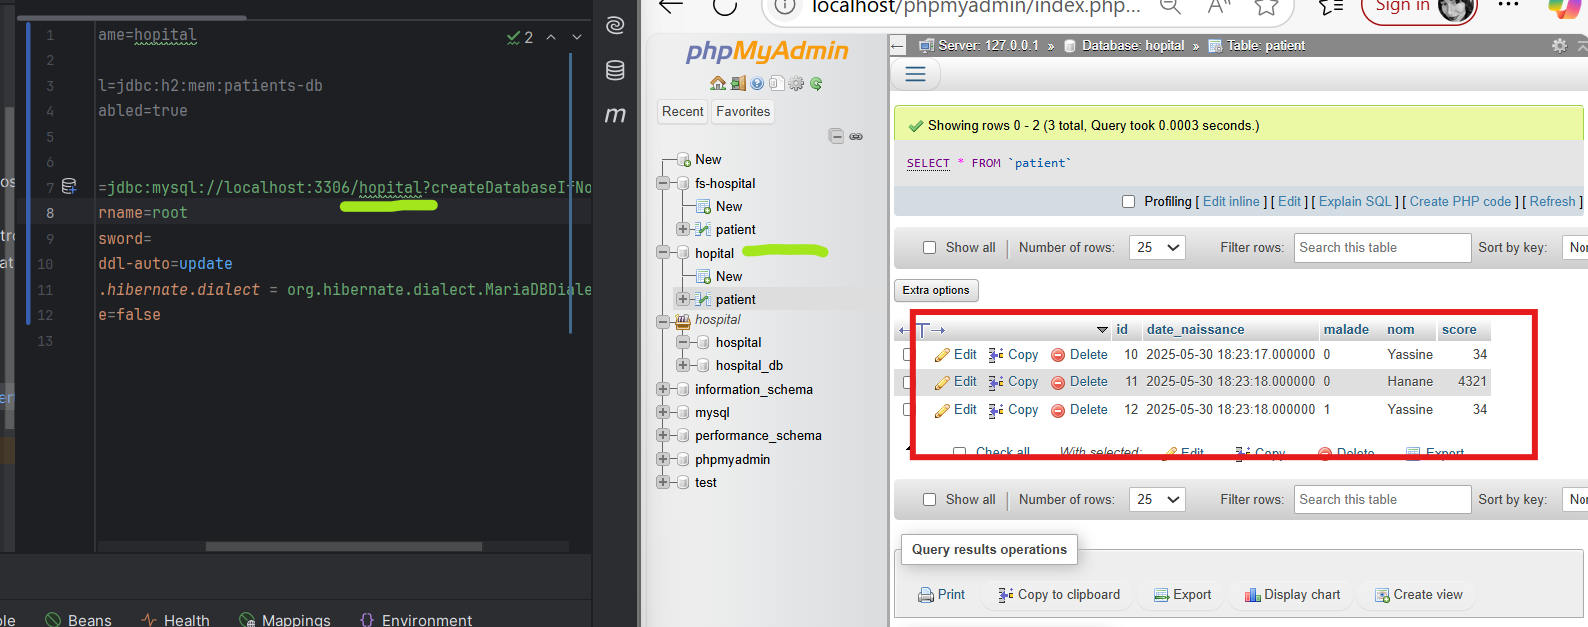 1 ame=hopital
2
2
3 l=jdbc:h2:mem:patients-db
4 abled=true
5
6
7 =jdbc:mysql://localhost:3306/hopital?createDatabaseIfNo
8 rname=root
9 sword=
10 ddl-auto=update
11 .hibernate.dialect = org.hibernate.dialect.MariaDBDiale
12 e=false
13
Beans Health Mappings Environment
localhost/phpmyadmin/index.php...
Sign in
phpMyAdmin
Recent Favorites
New
fs-hospital
New
patient
hopital
New
patient
hospital
hospital
hospital_db
information_schema
mysql
performance_schema
phpmyadmin
test
Server: 127.0.0.1 » Database: hopital » Table: patient
Showing rows 0 - 2 (3 total, Query took 0.0003 seconds.)
SELECT * FROM `patient`
Profiling [ Edit inline ] [ Edit ] [ Explain SQL ] [ Create PHP code ] [ Refresh ]
Show all | Number of rows: 25 Filter rows: Search this table Sort by key: Non
Extra options
id date_naissance malade nom score
Edit Copy Delete 10 2025-05-30 18:23:17.000000 0 Yassine 34
Edit Copy Delete 11 2025-05-30 18:23:18.000000 0 Hanane 4321
Edit Copy Delete 12 2025-05-30 18:23:18.000000 1 Yassine 34
Check all With selected: Edit Copy Delete Export
Show all | Number of rows: 25 Filter rows: Search this table Sort by key: Non
Query results operations
Print Copy to clipboard Export Display chart Create view